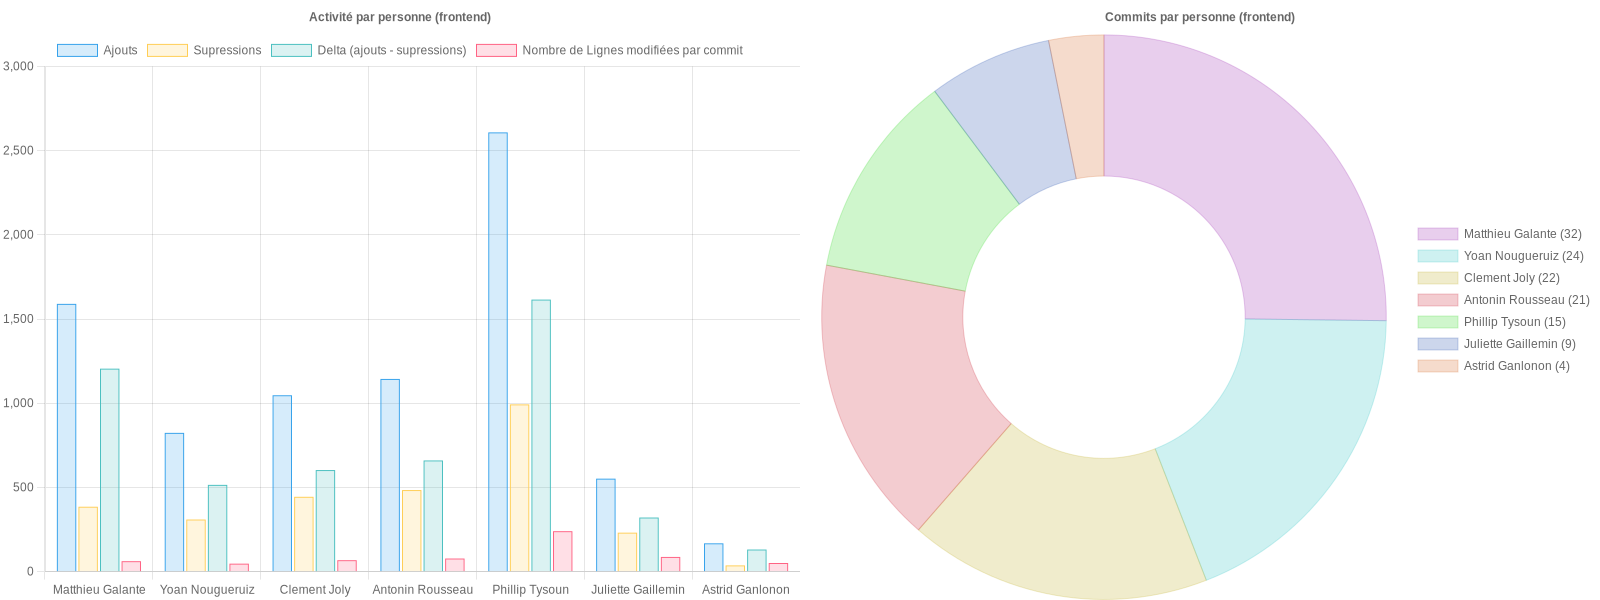 Activité par personne (frontend)
Ajouts Supressions Delta (ajouts - supressions) Nombre de Lignes modifiées par commit
3,000
2,500
2,000
1,500
1,000
500
0
Matthieu Galante Yoan Nougueruiz Clement Joly Antonin Rousseau Phillip Tysoun Juliette Gaillemin Astrid Ganlonon
Commits par personne (frontend)
Matthieu Galante (32)
Yoan Nougueruiz (24)
Clement Joly (22)
Antonin Rousseau (21)
Phillip Tysoun (15)
Juliette Gaillemin (9)
Astrid Ganlonon (4)